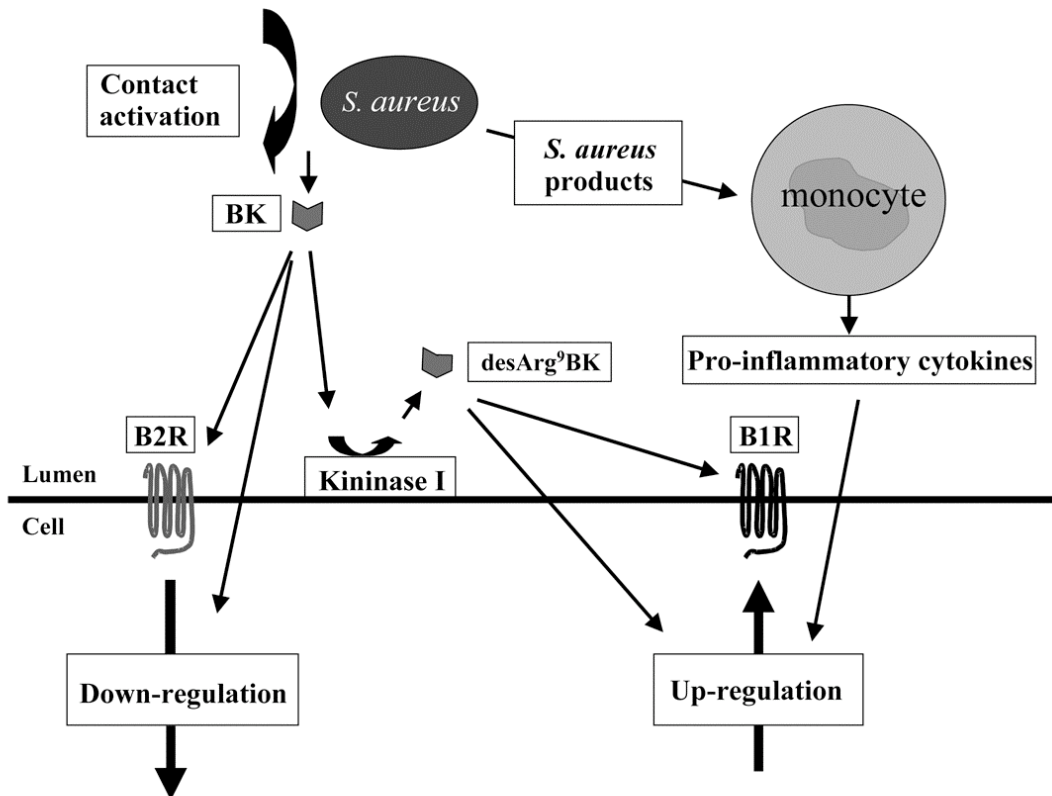 Contact
activation
S. aureus
S. aureus
products
monocyte
BK
desArg⁹BK
Pro-inflammatory cytokines
B2R
B1R
Kininase I
Lumen
Cell
Down-regulation
Up-regulation